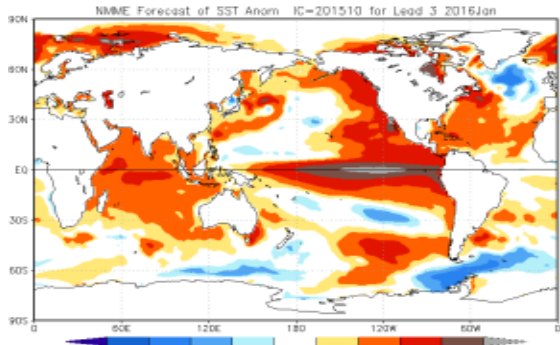 NMME Forecast of SST Anom IC=201510 for Lead 3 2016Jan
90N
60N
30N
EQ
30S
60S
90S
0 60E 120E 180 120W 60W 0